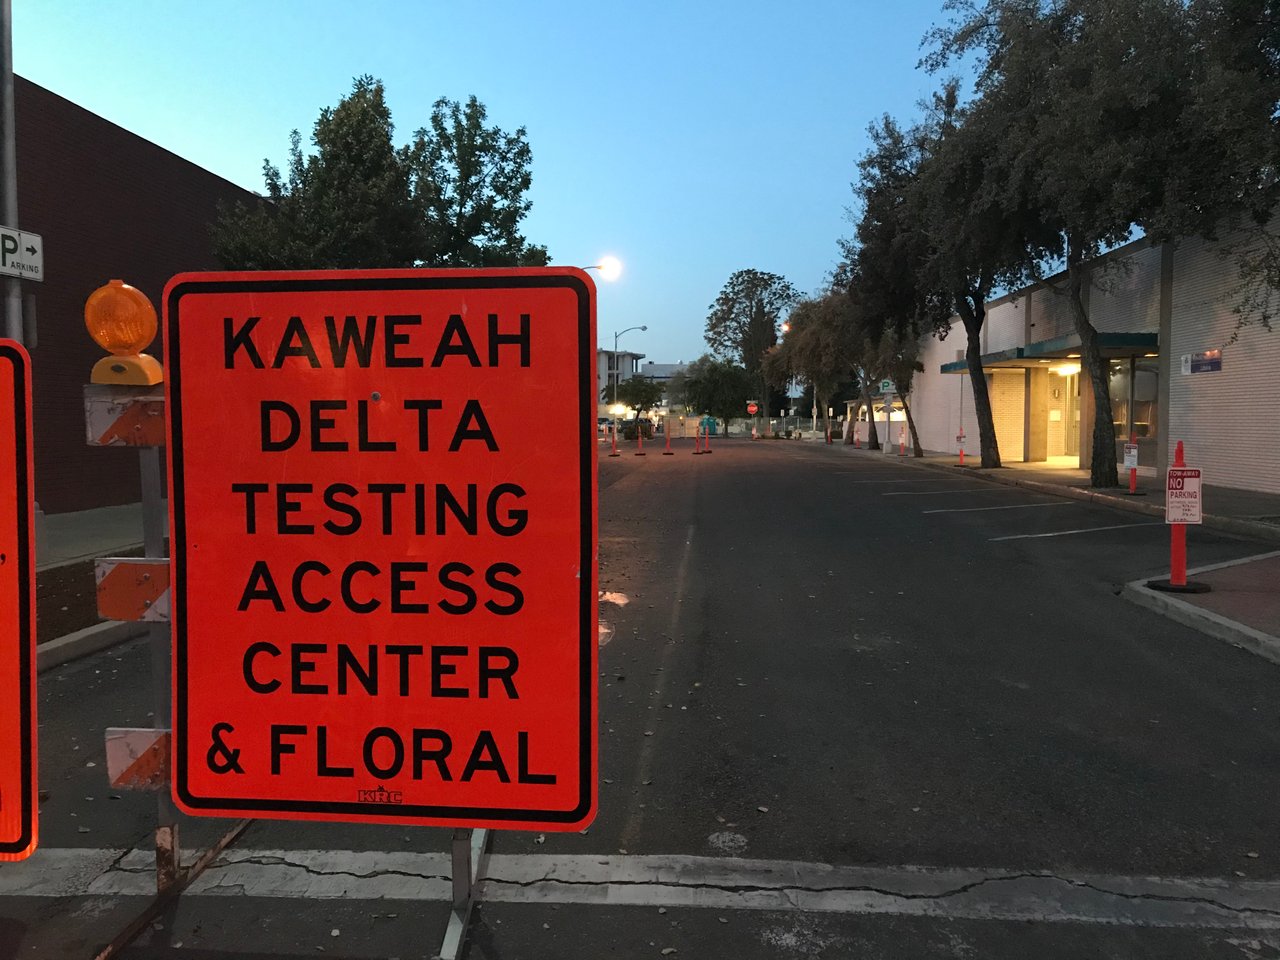 P
PARKING
KAWEAH
DELTA
TESTING
ACCESS
CENTER
& FLORAL
KRC
TOW-AWAY
NO
PARKING